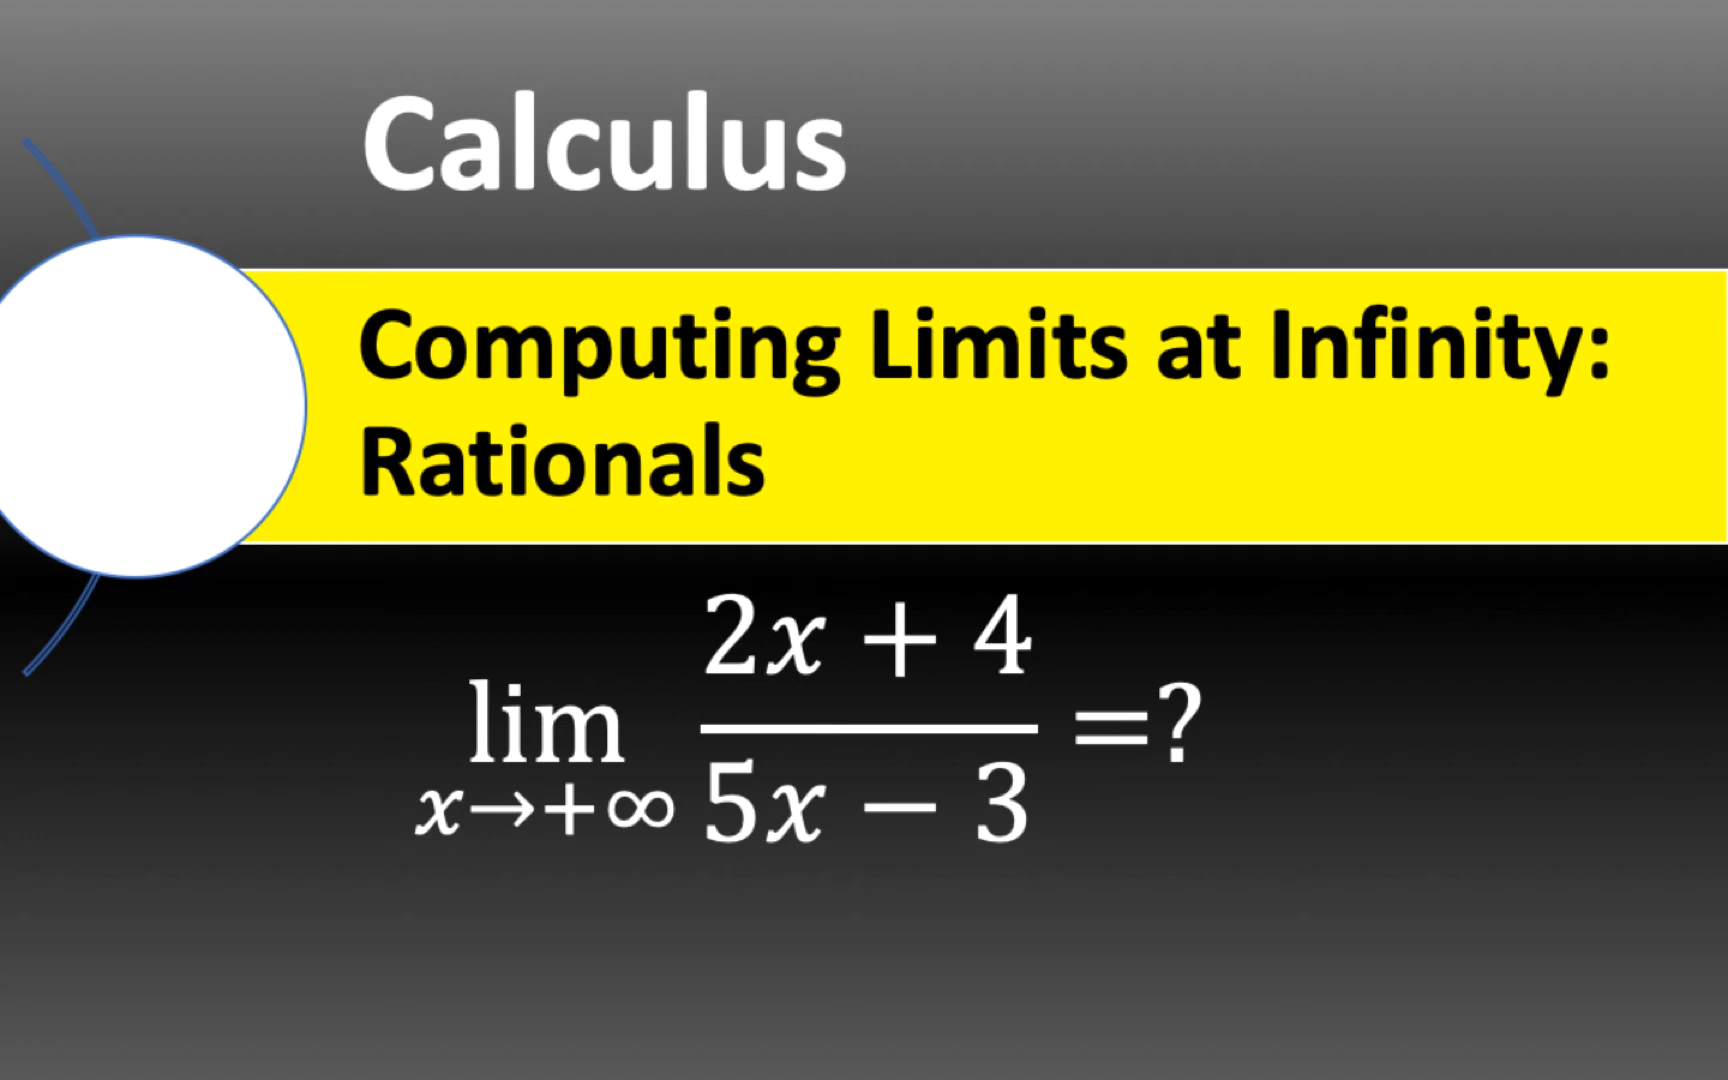 Calculus
Computing Limits at Infinity:
Rationals
2x + 4
lim
=?
x→+∞
5x − 3